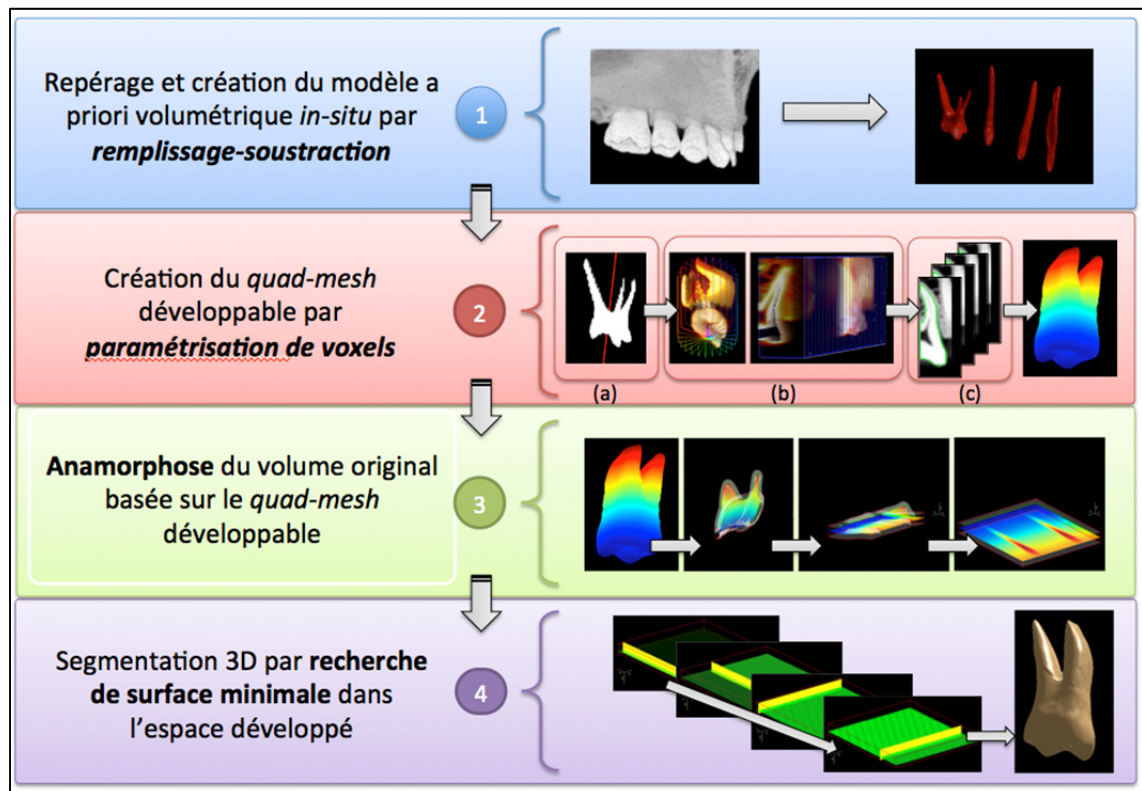 Repérage et création du modèle a
priori volumétrique in-situ par
remplissage-soustraction
1
Création du quad-mesh
développable par
paramétrisation de voxels
2
(a)
(b)
(c)
Anamorphose du volume original
basée sur le quad-mesh
développable
3
Segmentation 3D par recherche
de surface minimale dans
l'espace développé
4